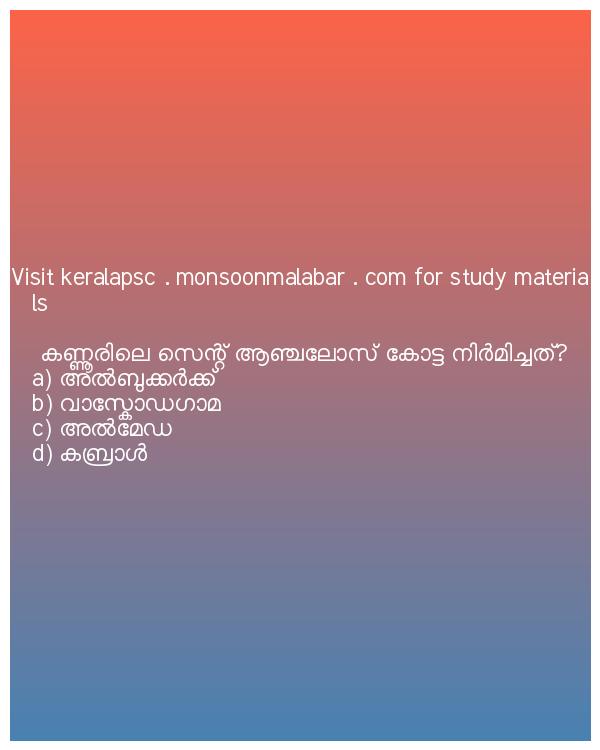 Visit keralapsc . monsoonmalabar . com for study materia
ls
കണ്ണൂരിലെ സെന്റ് ആഞ്ചലോസ് കോട്ട നിർമിച്ചത്?
a) അൽബുക്കർക്ക്
b) വാസ്കോഡഗാമ
c) അൽമേഡ
d) കബ്രാൾ